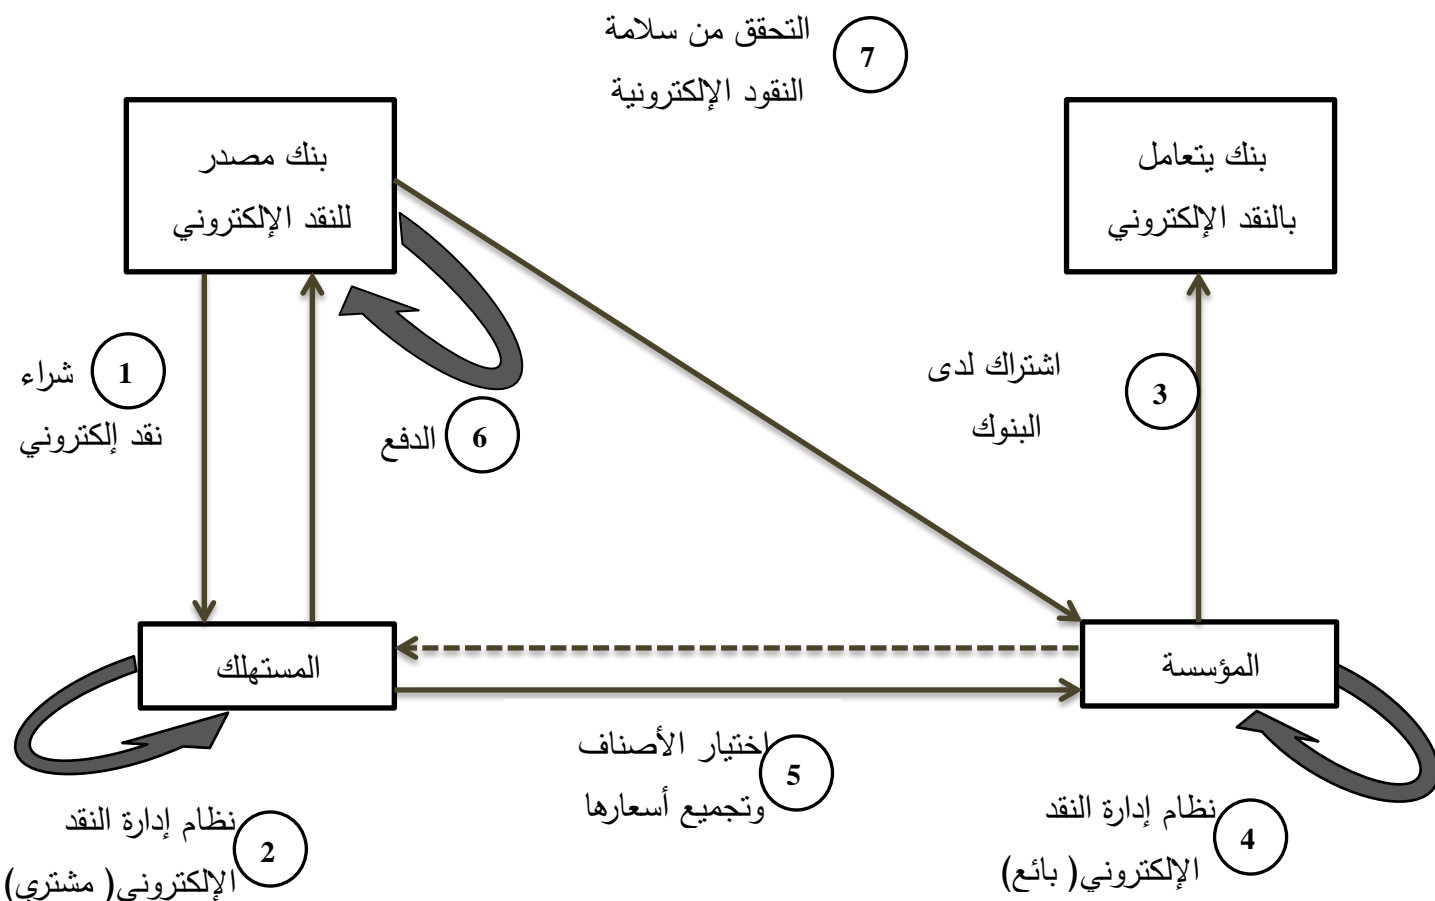 التحقق من سلامة
النقود الإلكترونية
7
بنك مصدر
للنقد الإلكتروني
بنك يتعامل
بالنقد الإلكتروني
1
شراء
نقد إلكتروني
6
الدفع
اشتراك لدى
البنوك
3
المستهلك
المؤسسة
اختيار الأصناف
وتجميع أسعارها
5
نظام إدارة النقد
الإلكتروني( مشتري)
2
نظام إدارة النقد
الإلكتروني( بائع)
4